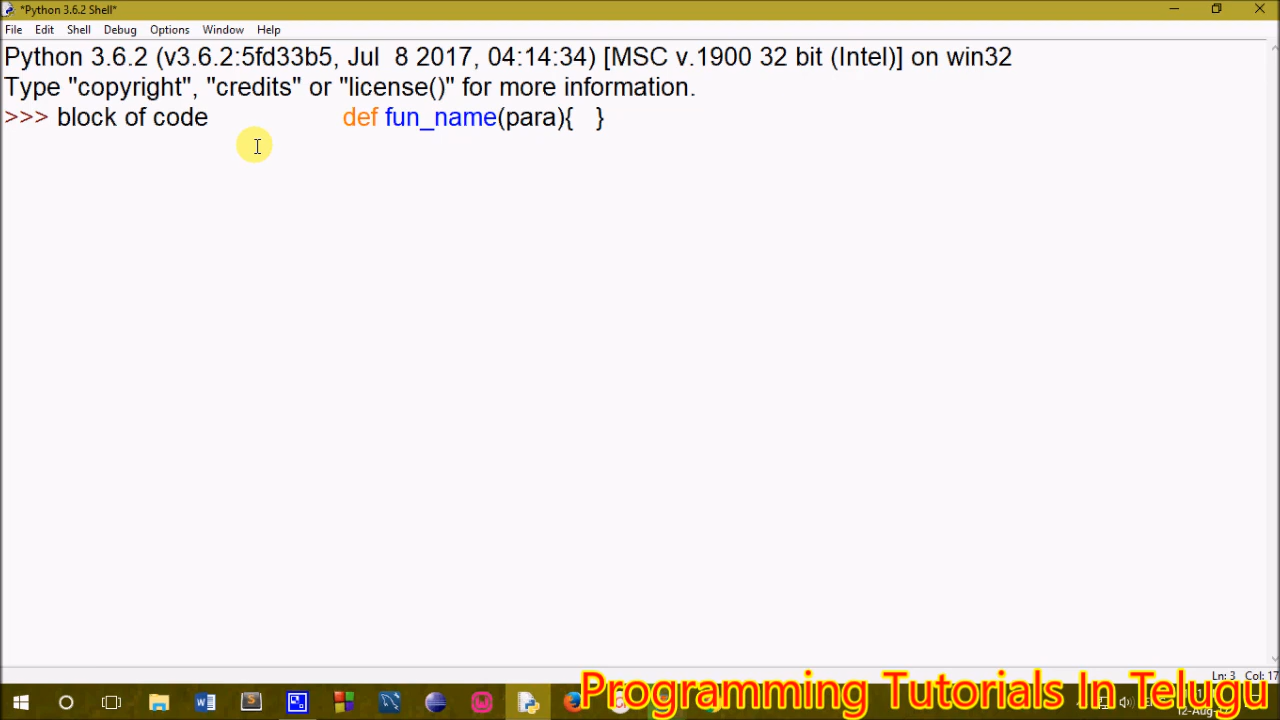 *Python 3.6.2 Shell*
File Edit Shell Debug Options Window Help
Python 3.6.2 (v3.6.2:5fd33b5, Jul  8 2017, 04:14:34) [MSC v.1900 32 bit (Intel)] on win32
Type "copyright", "credits" or "license()" for more information.
>>> block of code def fun_name(para){   }
Ln: 3 Col: 17
Programming Tutorials In Telugu